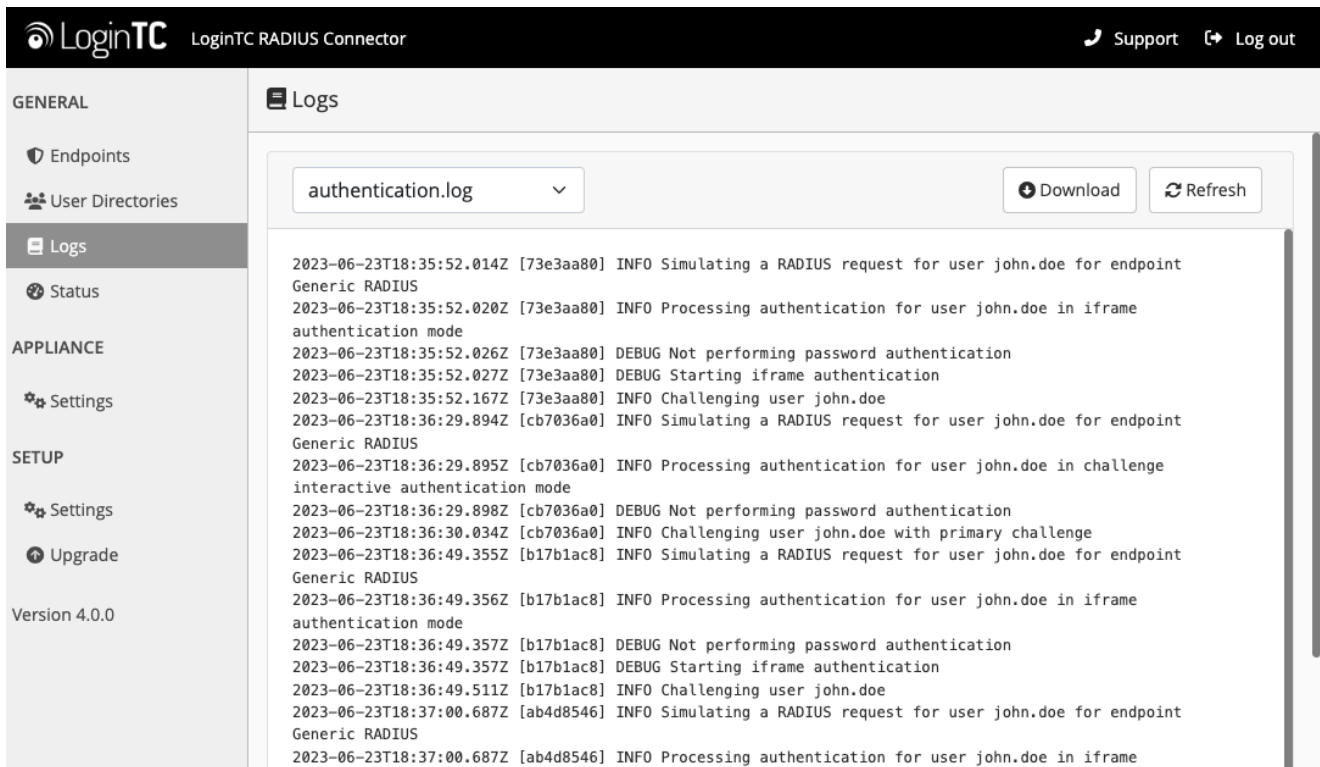 LoginTC LoginTC RADIUS Connector Support Log out
GENERAL
Endpoints
User Directories
Logs
Status
APPLIANCE
Settings
SETUP
Settings
Upgrade
Version 4.0.0
Logs
authentication.log Download Refresh
2023-06-23T18:35:52.014Z [73e3aa80] INFO Simulating a RADIUS request for user john.doe for endpoint
Generic RADIUS
2023-06-23T18:35:52.020Z [73e3aa80] INFO Processing authentication for user john.doe in iframe
authentication mode
2023-06-23T18:35:52.026Z [73e3aa80] DEBUG Not performing password authentication
2023-06-23T18:35:52.027Z [73e3aa80] DEBUG Starting iframe authentication
2023-06-23T18:35:52.167Z [73e3aa80] INFO Challenging user john.doe
2023-06-23T18:36:29.894Z [cb7036a0] INFO Simulating a RADIUS request for user john.doe for endpoint
Generic RADIUS
2023-06-23T18:36:29.895Z [cb7036a0] INFO Processing authentication for user john.doe in challenge
interactive authentication mode
2023-06-23T18:36:29.898Z [cb7036a0] DEBUG Not performing password authentication
2023-06-23T18:36:30.034Z [cb7036a0] INFO Challenging user john.doe with primary challenge
2023-06-23T18:36:49.355Z [b17b1ac8] INFO Simulating a RADIUS request for user john.doe for endpoint
Generic RADIUS
2023-06-23T18:36:49.356Z [b17b1ac8] INFO Processing authentication for user john.doe in iframe
authentication mode
2023-06-23T18:36:49.357Z [b17b1ac8] DEBUG Not performing password authentication
2023-06-23T18:36:49.357Z [b17b1ac8] DEBUG Starting iframe authentication
2023-06-23T18:36:49.511Z [b17b1ac8] INFO Challenging user john.doe
2023-06-23T18:37:00.687Z [ab4d8546] INFO Simulating a RADIUS request for user john.doe for endpoint
Generic RADIUS
2023-06-23T18:37:00.687Z [ab4d8546] INFO Processing authentication for user john.doe in iframe